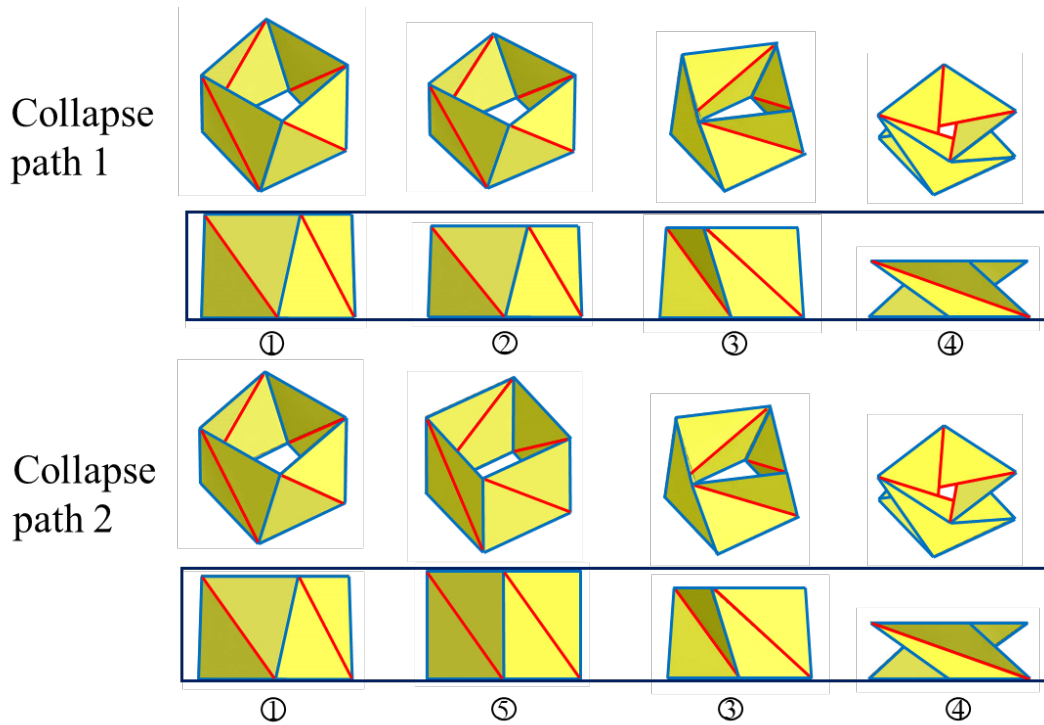 Collapse
path 1
① ② ③ ④
Collapse
path 2
① ⑤ ③ ④